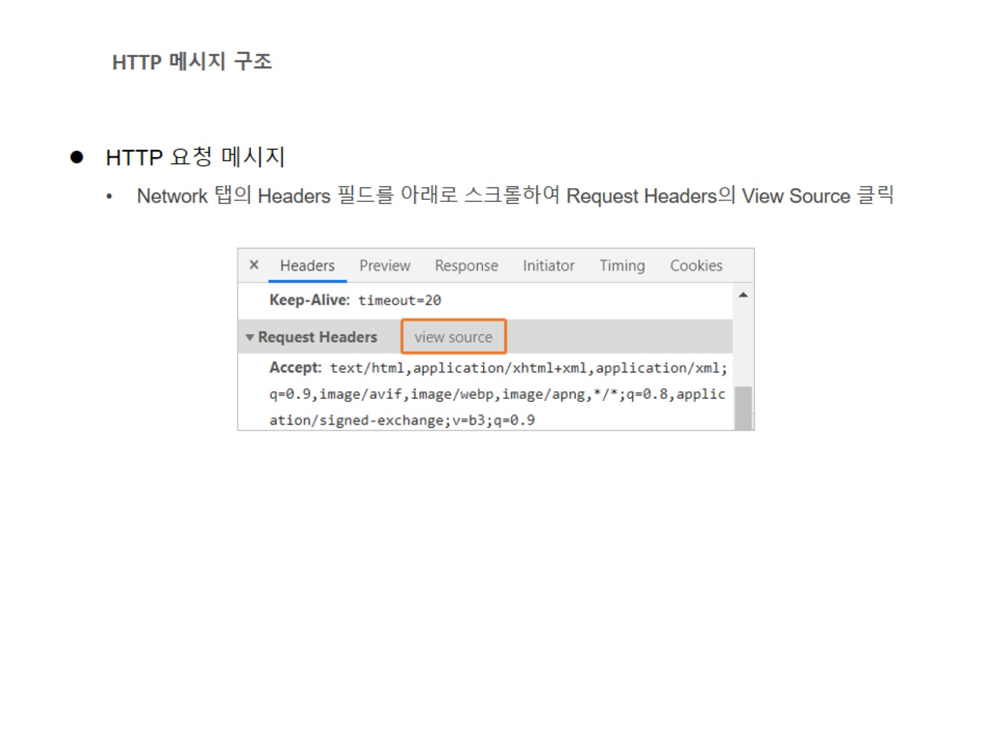 HTTP 메시지 구조
● HTTP 요청 메시지
• Network 탭의 Headers 필드를 아래로 스크롤하여 Request Headers의 View Source 클릭
× Headers Preview Response Initiator Timing Cookies
Keep-Alive: timeout=20
▼ Request Headers view source
Accept: text/html,application/xhtml+xml,application/xml;
q=0.9,image/avif,image/webp,image/apng,*/*;q=0.8,applic
ation/signed-exchange;v=b3;q=0.9